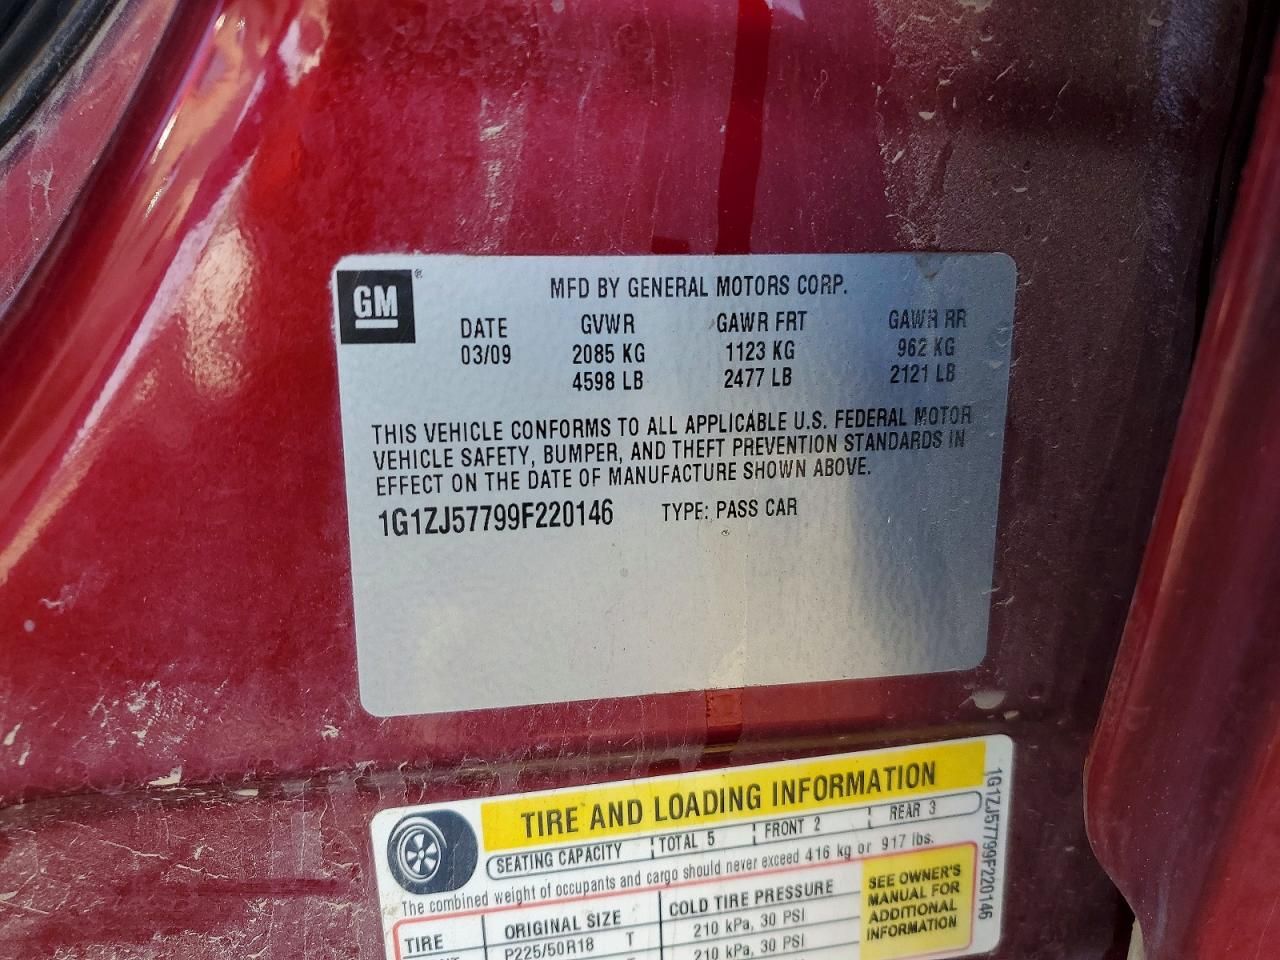 GM®
MFD BY GENERAL MOTORS CORP.
DATE GVWR GAWR FRT GAWR RR
03/09 2085 KG 1123 KG 962 KG
4598 LB 2477 LB 2121 LB
THIS VEHICLE CONFORMS TO ALL APPLICABLE U.S. FEDERAL MOTOR
VEHICLE SAFETY, BUMPER, AND THEFT PREVENTION STANDARDS IN
EFFECT ON THE DATE OF MANUFACTURE SHOWN ABOVE.
1G1ZJ57799F220146 TYPE: PASS CAR
TIRE AND LOADING INFORMATION
SEATING CAPACITY TOTAL 5 FRONT 2 REAR 3
The combined weight of occupants and cargo should never exceed 416 kg or 917 lbs.
TIRE ORIGINAL SIZE COLD TIRE PRESSURE
P225/50R18 T 210 kPa, 30 PSI
210 kPa, 30 PSI
SEE OWNER'S
MANUAL FOR
ADDITIONAL
INFORMATION
1G1ZJ57799F220146